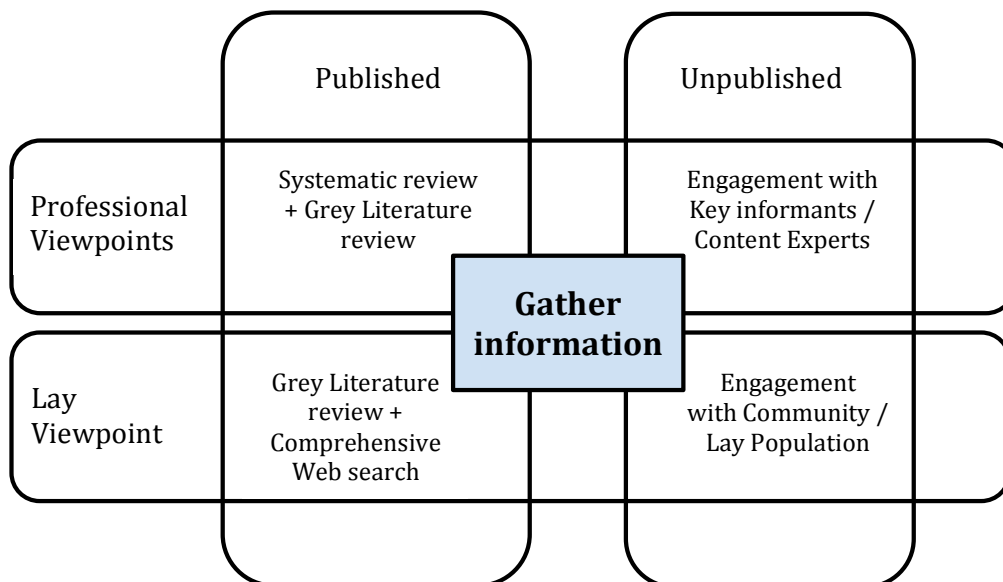 Published
Unpublished
Professional
Viewpoints
Systematic review
+ Grey Literature
review
Engagement with
Key informants /
Content Experts
Gather
information
Lay
Viewpoint
Grey Literature
review +
Comprehensive
Web search
Engagement
with Community /
Lay Population